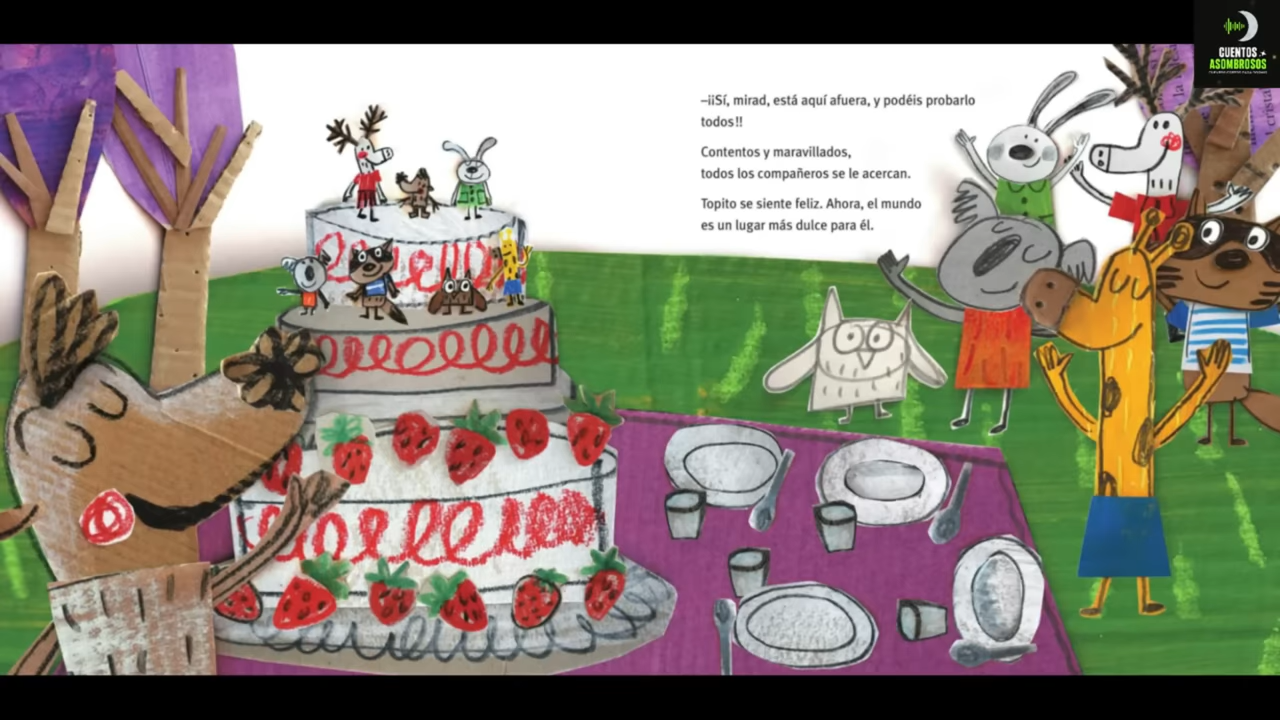 –¡¡Sí, mirad, está aquí afuera, y podéis probarlo
todos!!
Contentos y maravillados,
todos los compañeros se le acercan.
Topito se siente feliz. Ahora, el mundo
es un lugar más dulce para él.
CUENTOS
ASOMBROSOS